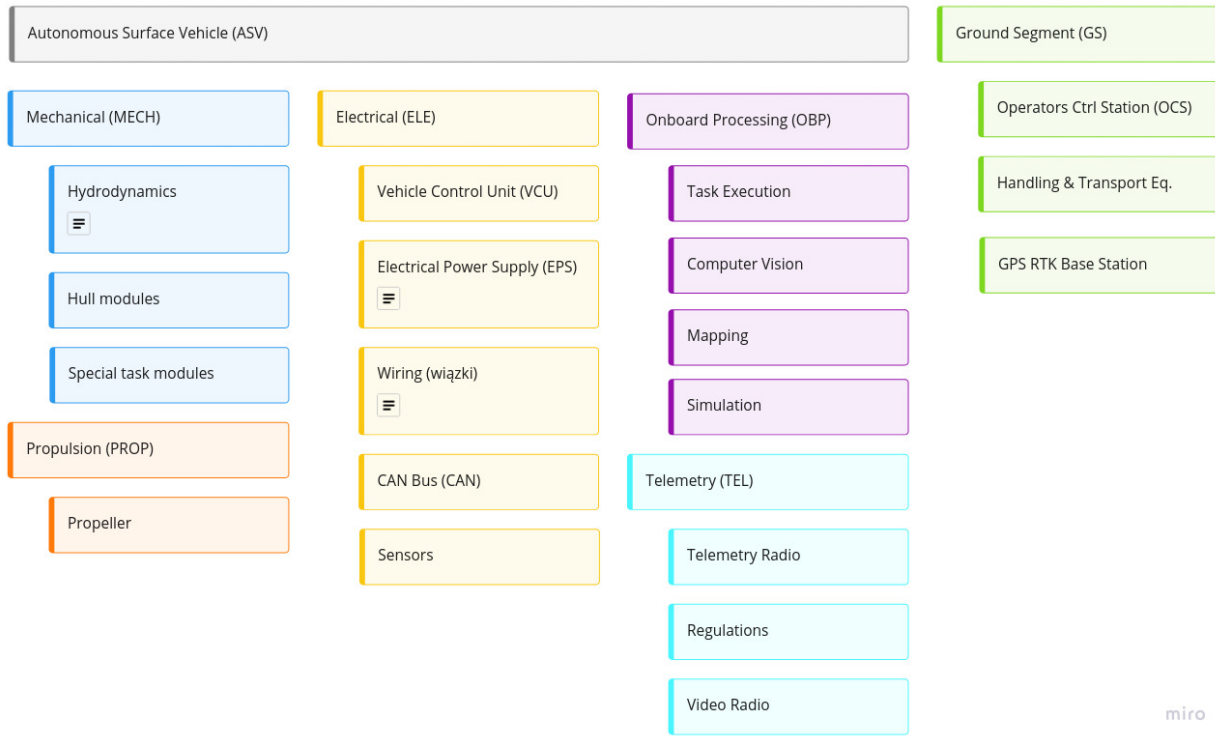 Autonomous Surface Vehicle (ASV)
Mechanical (MECH)
Hydrodynamics
Hull modules
Special task modules
Propulsion (PROP)
Propeller
Electrical (ELE)
Vehicle Control Unit (VCU)
Electrical Power Supply (EPS)
Wiring (wiązki)
CAN Bus (CAN)
Sensors
Onboard Processing (OBP)
Task Execution
Computer Vision
Mapping
Simulation
Telemetry (TEL)
Telemetry Radio
Regulations
Video Radio
Ground Segment (GS)
Operators Ctrl Station (OCS)
Handling & Transport Eq.
GPS RTK Base Station
miro